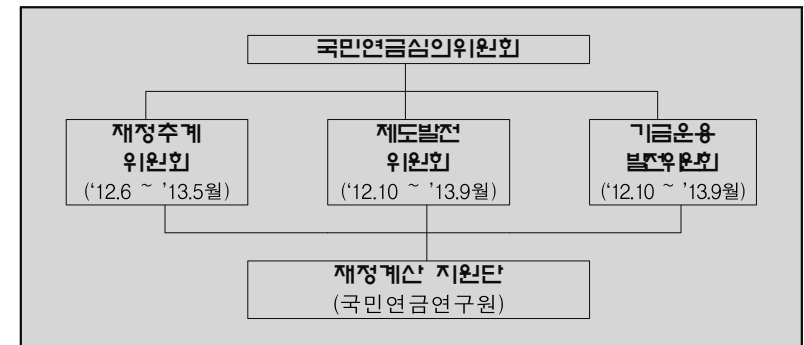 국민연금심의위원회
재정추계
위원회
(‘12.6 ~ ’13.5월)
제도발전
위원회
(‘12.10 ~ ’13.9월)
기금운용
발전위원회
(‘12.10 ~ ’13.9월)
재정계산 지원단
(국민연금연구원)